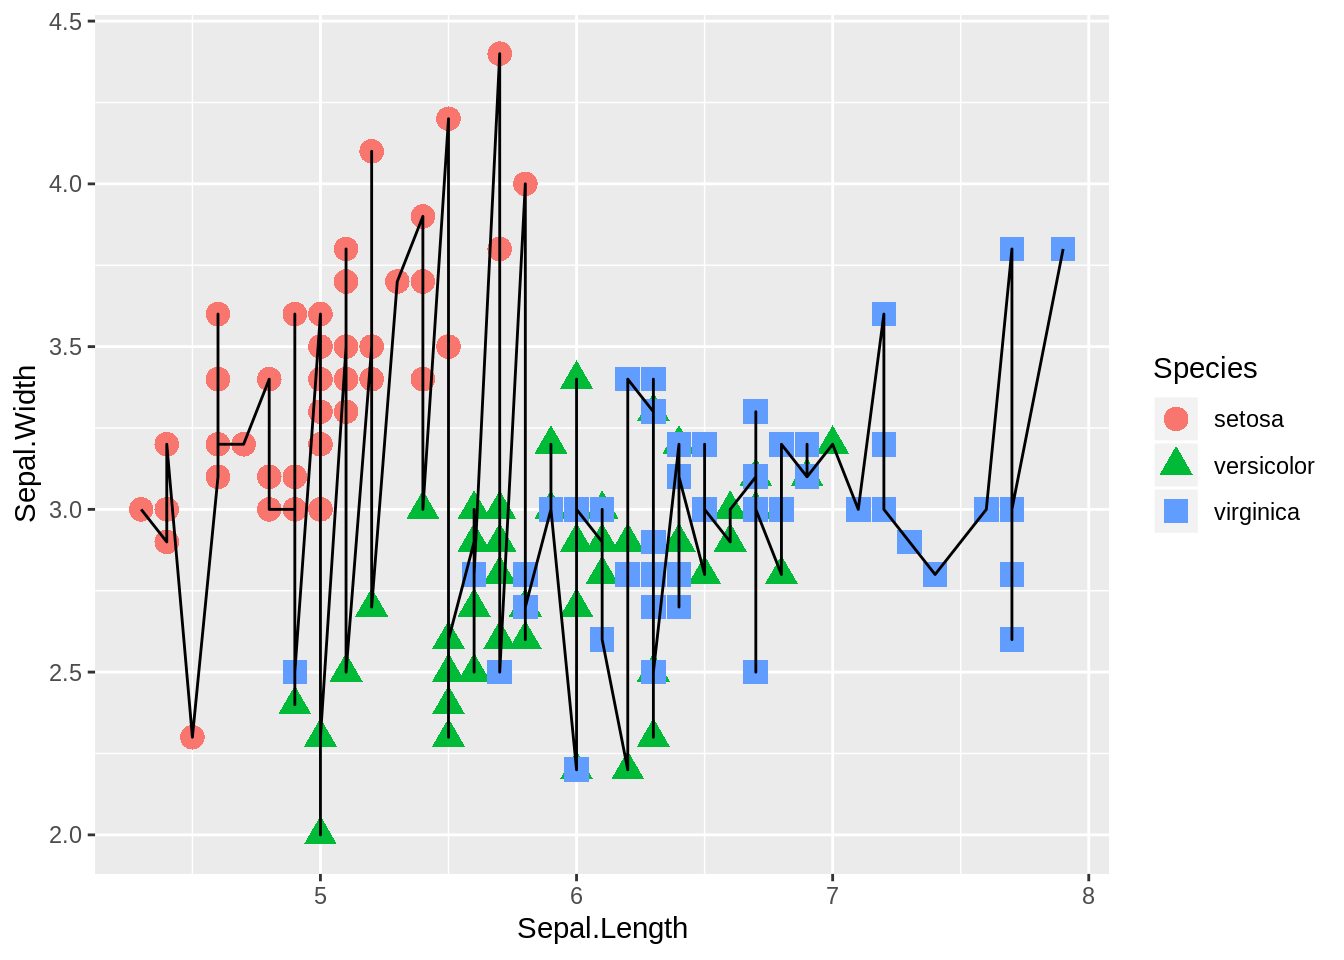 4.5
4.0
3.5
3.0
2.5
2.0
Sepal.Width
5 6 7 8
Sepal.Length
Species
setosa
versicolor
virginica